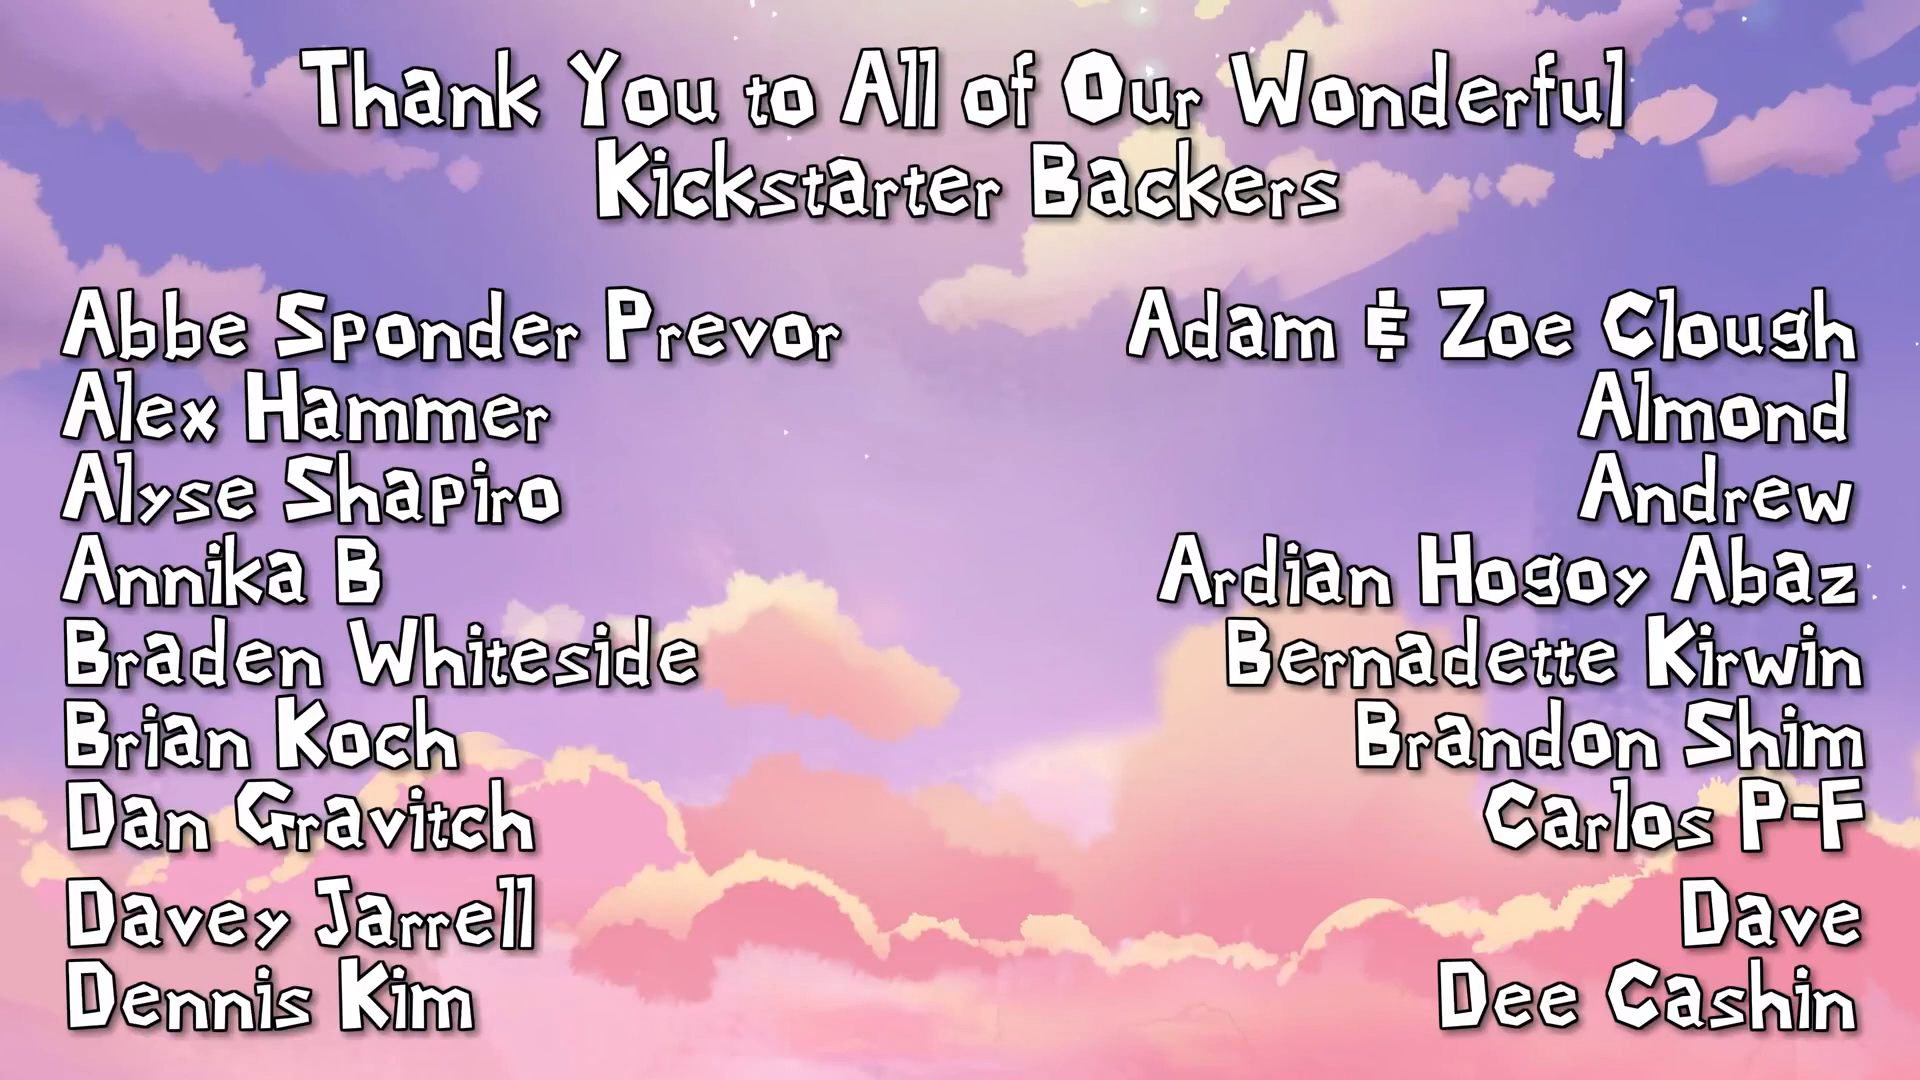 Thank You to All of Our Wonderful
Kickstarter Backers
Abbe Sponder Prevor
Adam & Zoe Clough
Alex Hammer
Almond
Alyse Shapiro
Andrew
Annika B
Ardian Hogoy Abaz
Braden Whiteside
Bernadette Kirwin
Brian Koch
Brandon Shim
Dan Gravitch
Carlos P-F
Davey Jarrell
Dave
Dennis Kim
Dee Cashin